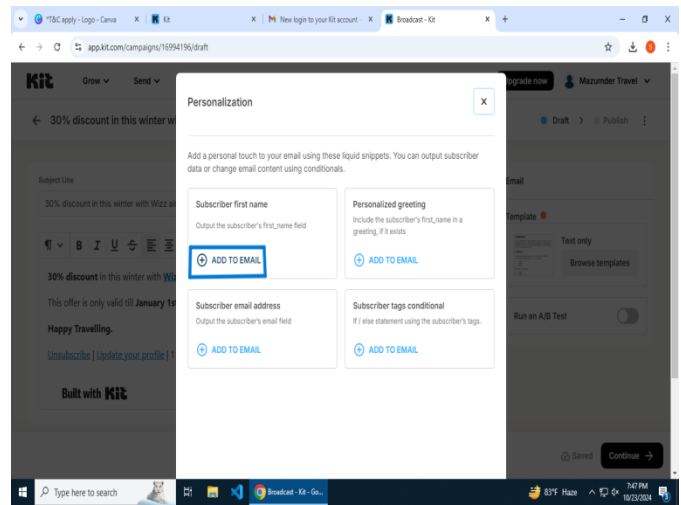 *T&C apply - Logo - Canva
Kit
New login to your Kit account -
Broadcast - Kit
app.kit.com/campaigns/16994196/draft
Kit
Grow
Send
pgrade now
Mazumder Travel
30% discount in this winter wi
Draft
Publish
Personalization
X
Add a personal touch to your email using these liquid snippets. You can output subscriber
data or change email content using conditionals.
Subject Line
Email
30% discount in this winter with Wizz ai
Template
Text only
Browse templates
Subscriber first name
Output the subscriber's first_name field
ADD TO EMAIL
Personalized greeting
Include the subscriber's first_name in a
greeting, if it exists
ADD TO EMAIL
30% discount in this winter with Wiz
This offer is only valid till January 1s
Happy Travelling.
Unsubscribe | Update your profile | 1
Built with Kit
Subscriber email address
Output the subscriber's email field
ADD TO EMAIL
Subscriber tags conditional
If / else statement using the subscriber's tags.
ADD TO EMAIL
Run an A/B Test
Saved
Continue
Type here to search
Broadcast - Kit - Go...
83°F Haze
7:47 PM
10/23/2024